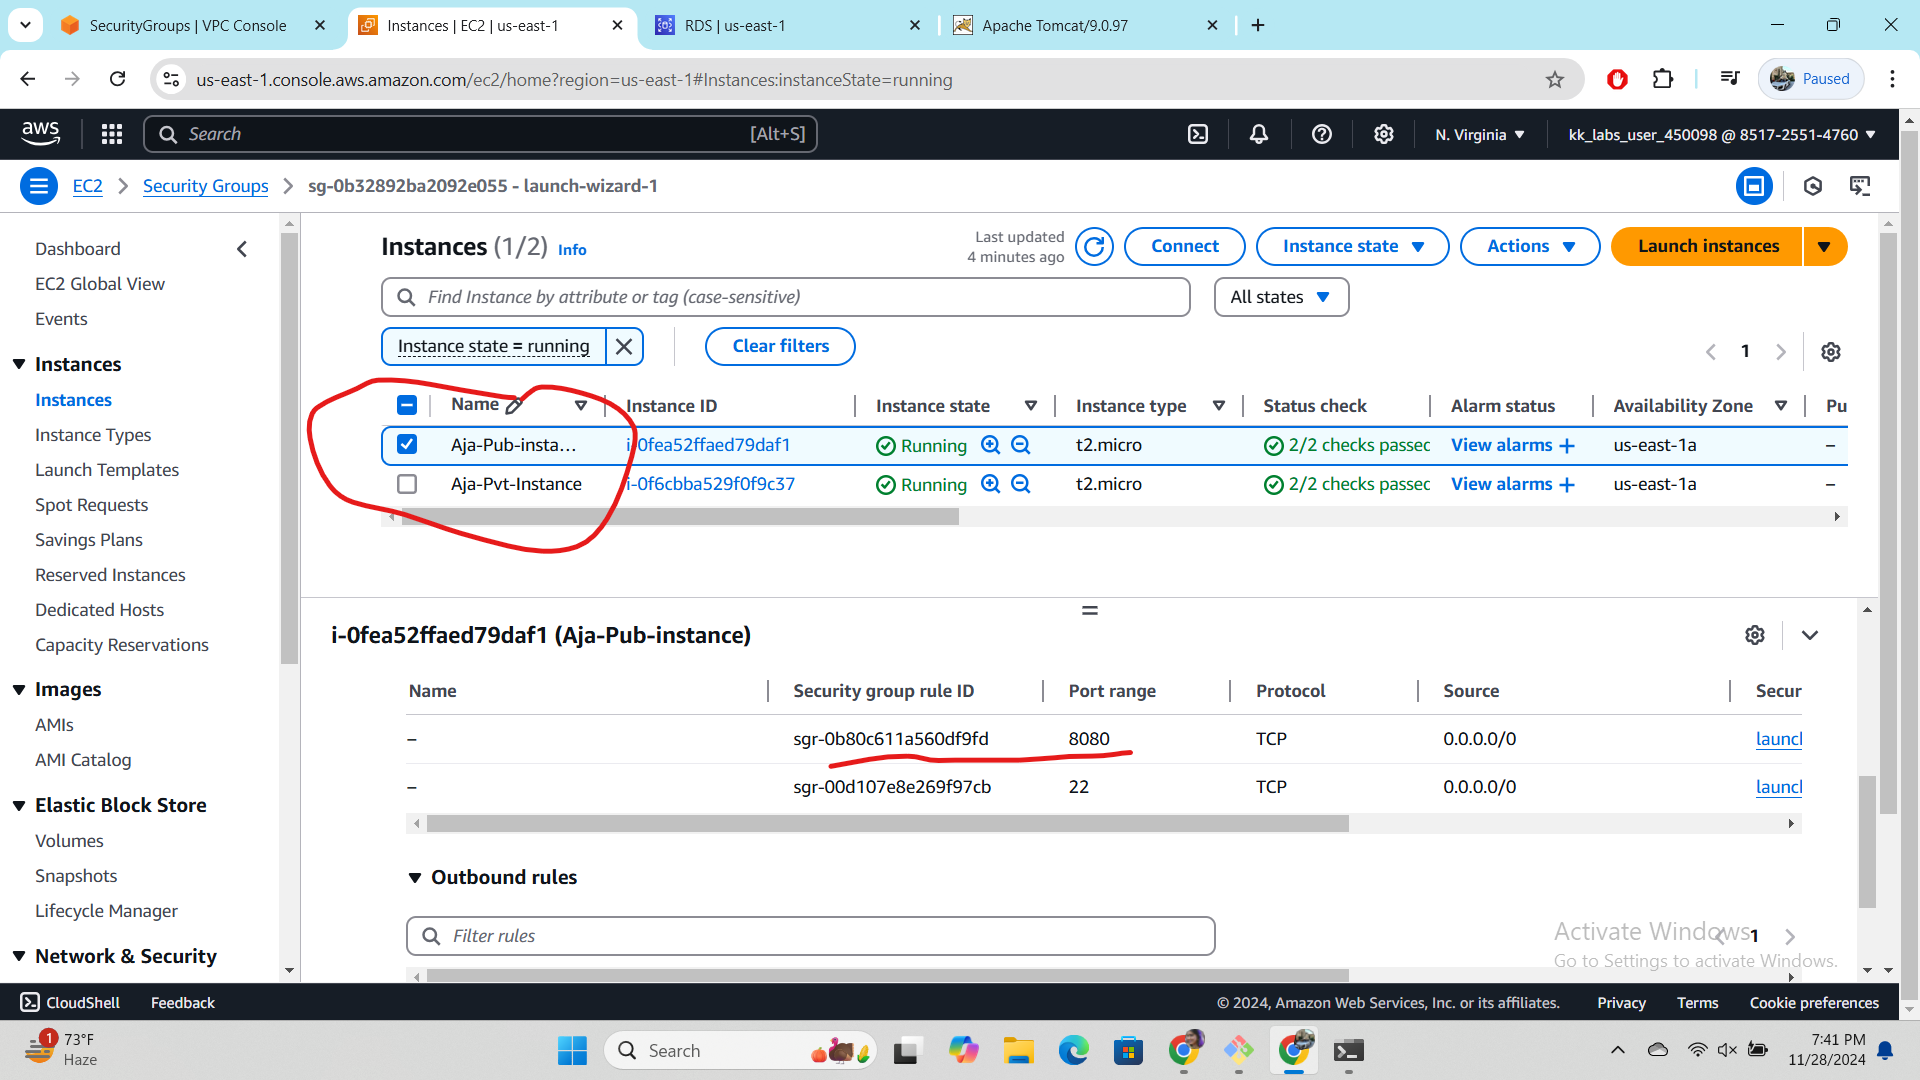 SecurityGroups | VPC Console
Instances | EC2 | us-east-1
RDS | us-east-1
Apache Tomcat/9.0.97
us-east-1.console.aws.amazon.com/ec2/home?region=us-east-1#Instances:instanceState=running
Paused
aws
Search
[Alt+S]
N. Virginia
kk_labs_user_450098 @ 8517-2551-4760
EC2
Security Groups
sg-0b32892ba2092e055 - launch-wizard-1
Dashboard
EC2 Global View
Events
Instances
Instances
Instance Types
Launch Templates
Spot Requests
Savings Plans
Reserved Instances
Dedicated Hosts
Capacity Reservations
Images
AMIs
AMI Catalog
Elastic Block Store
Volumes
Snapshots
Lifecycle Manager
Network & Security
Instances (1/2) Info
Last updated
4 minutes ago
Connect
Instance state
Actions
Launch instances
Find Instance by attribute or tag (case-sensitive)
All states
Instance state = running
Clear filters
1
Name Instance ID Instance state Instance type Status check Alarm status Availability Zone Pu
Aja-Pub-insta... i-0fea52ffaed79daf1 Running t2.micro 2/2 checks passec View alarms + us-east-1a –
Aja-Pvt-Instance i-0f6cbba529f0f9c37 Running t2.micro 2/2 checks passec View alarms + us-east-1a –
i-0fea52ffaed79daf1 (Aja-Pub-instance)
Name Security group rule ID Port range Protocol Source Secur
– sgr-0b80c611a560df9fd 8080 TCP 0.0.0.0/0 launcl
– sgr-00d107e8e269f97cb 22 TCP 0.0.0.0/0 launcl
Outbound rules
Filter rules
1
Activate Windows
Go to Settings to activate Windows.
CloudShell
Feedback
© 2024, Amazon Web Services, Inc. or its affiliates.
Privacy
Terms
Cookie preferences
1
73°F
Haze
Search
7:41 PM
11/28/2024